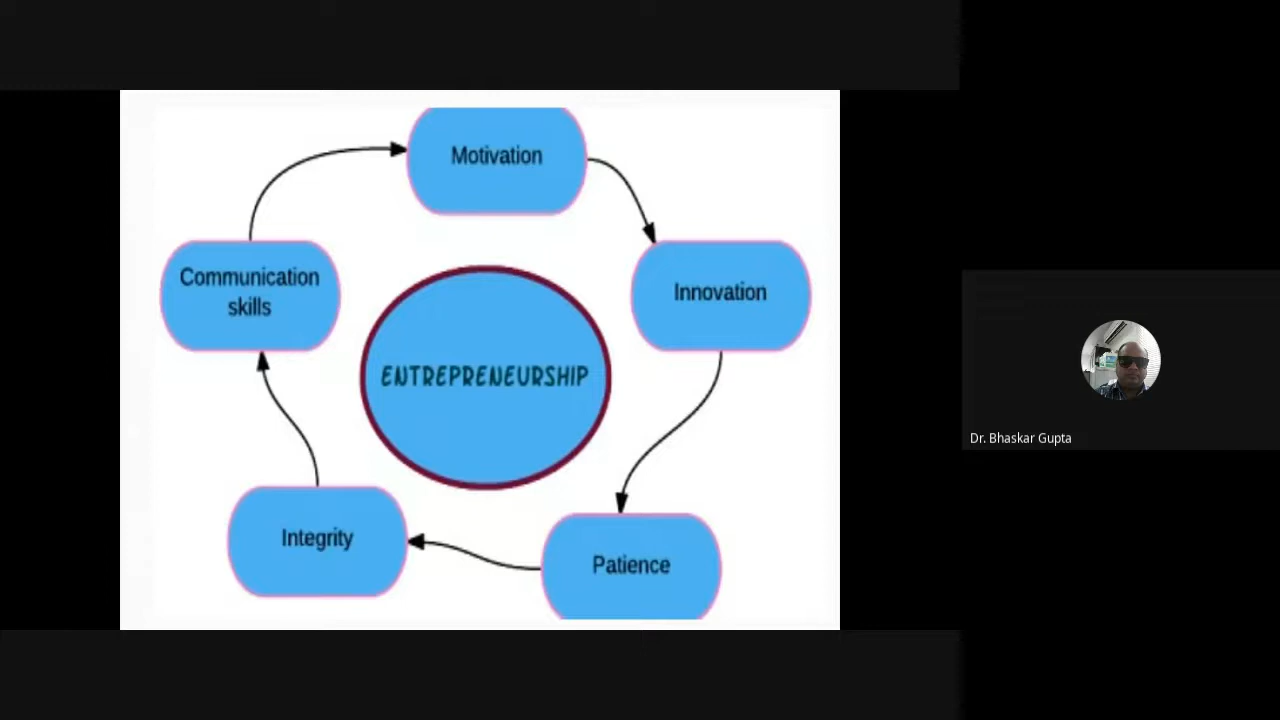 Motivation
Communication
skills
Innovation
ENTREPRENEURSHIP
Integrity
Patience
Dr. Bhaskar Gupta